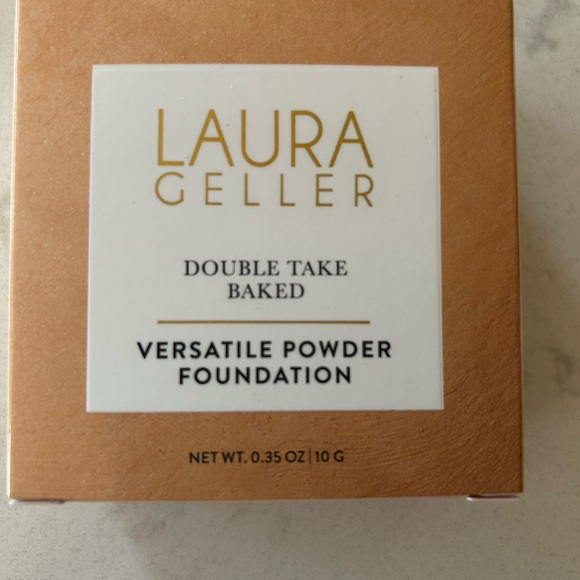 LAURA
GELLER
DOUBLE TAKE
BAKED
VERSATILE POWDER
FOUNDATION
NET WT. 0.35 OZ | 10 G